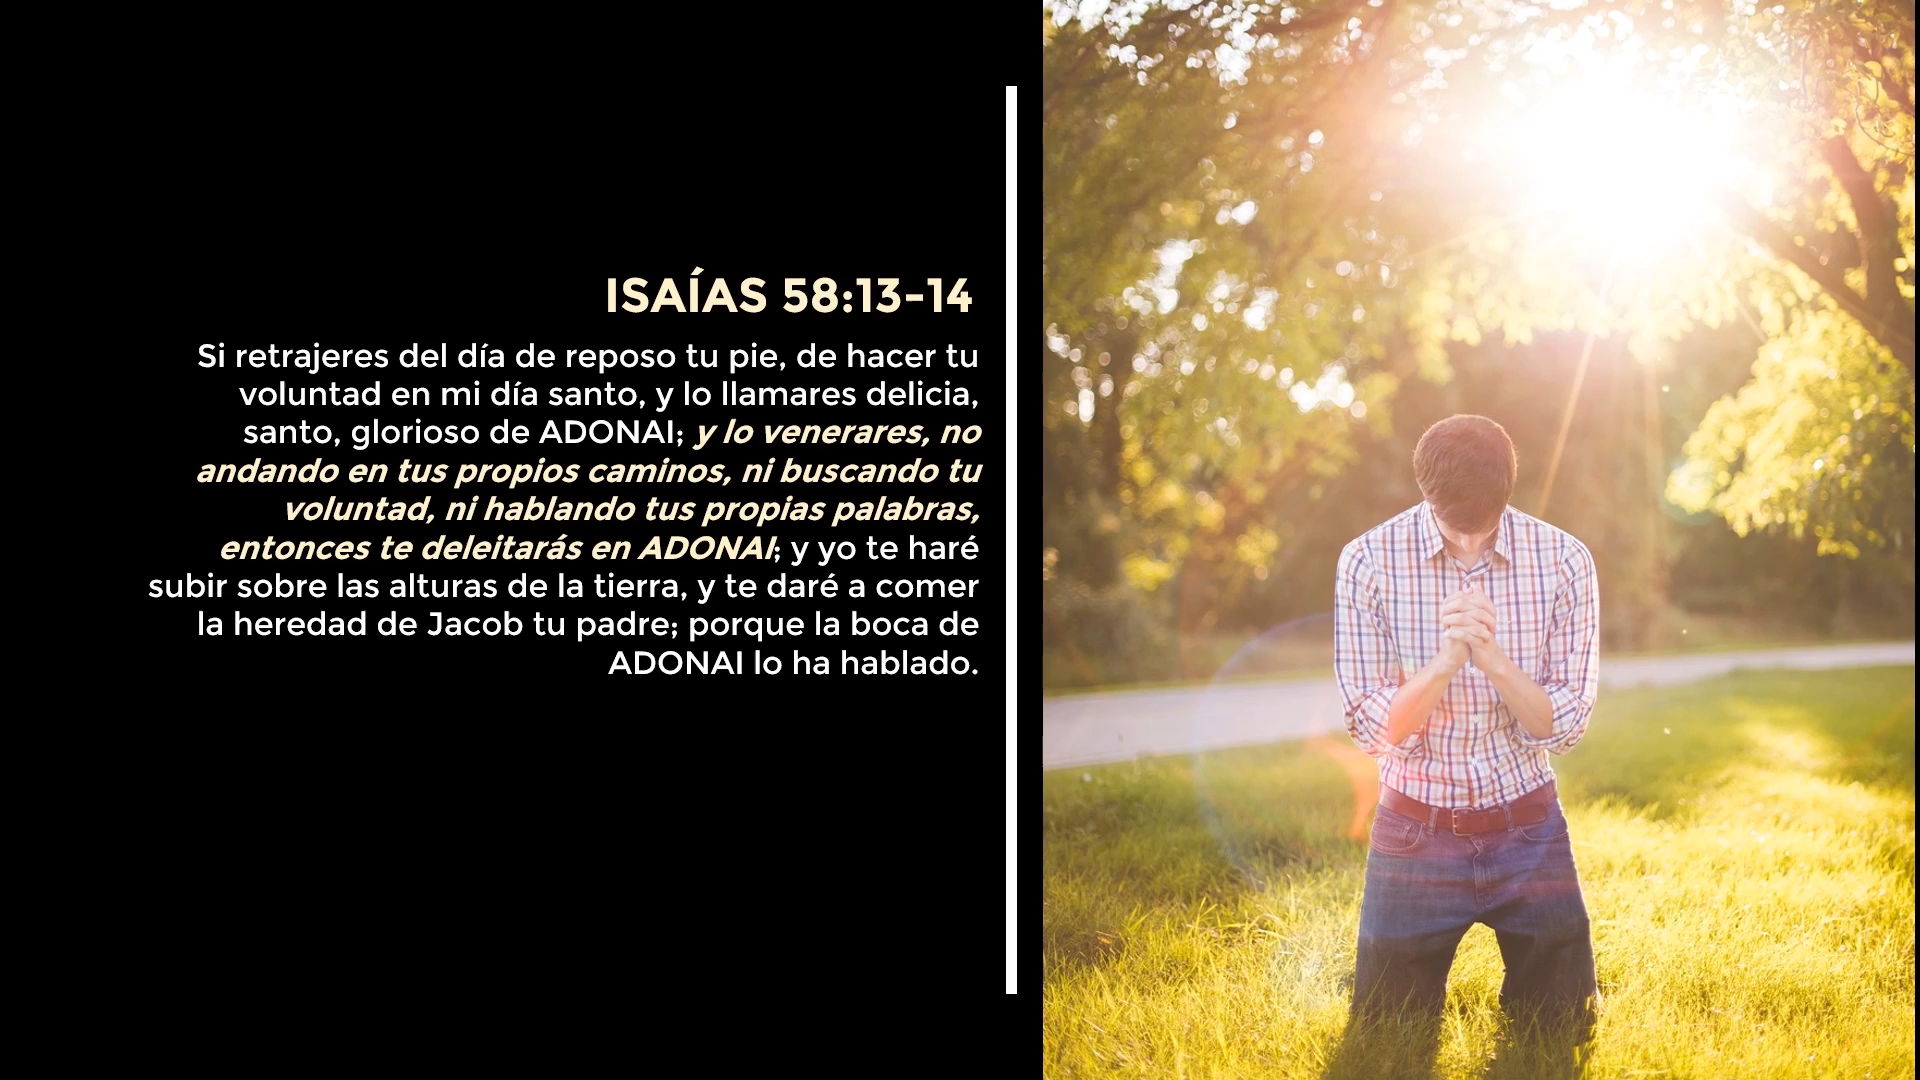 ISAÍAS 58:13-14
Si retrajeres del día de reposo tu pie, de hacer tu
voluntad en mi día santo, y lo llamares delicia,
santo, glorioso de ADONAI; y lo venerares, no
andando en tus propios caminos, ni buscando tu
voluntad, ni hablando tus propias palabras,
entonces te deleitarás en ADONAI; y yo te haré
subir sobre las alturas de la tierra, y te daré a comer
la heredad de Jacob tu padre; porque la boca de
ADONAI lo ha hablado.